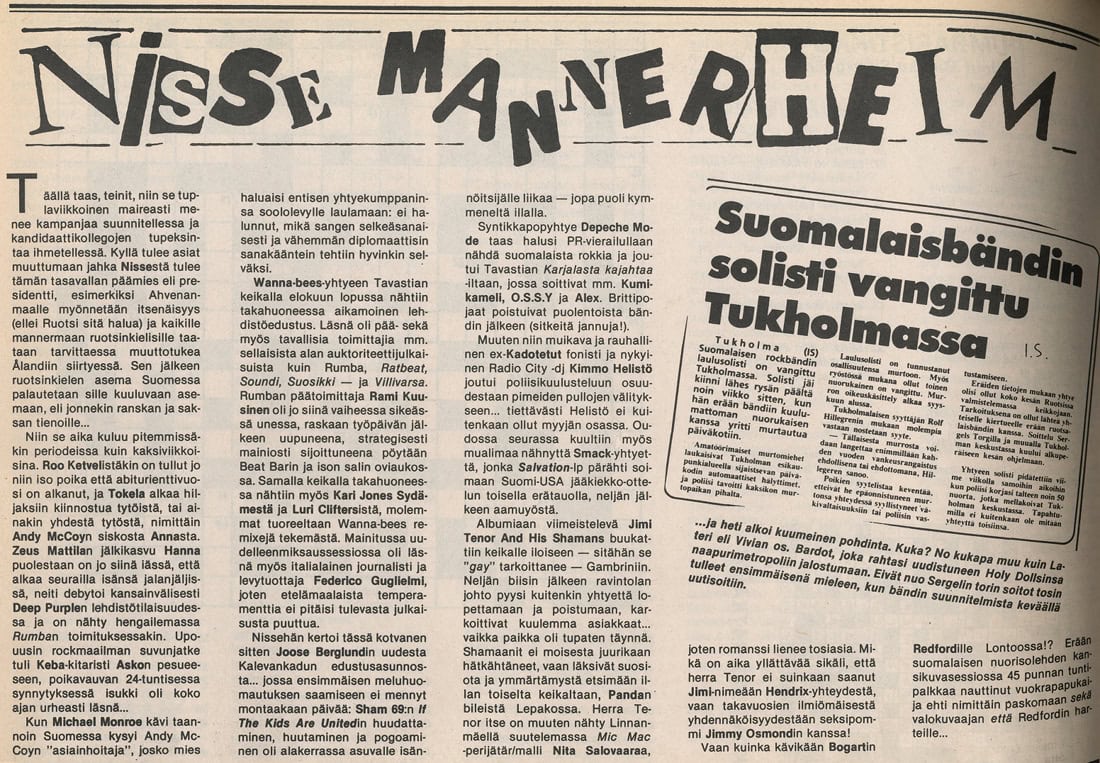 NISSE MANNERHEIM
Täällä taas, teinit, niin se tup-
laviikkoinen maireasti me-
nee kampanjaa suunnitellessa ja
kandidaattikollegojen tupeksin-
taa ihmetellessä. Kyllä tulee asiat
muuttumaan jahka Nissestä tulee
tämän tasavallan päämies eli pre-
sidentti, esimerkiksi Ahvenan-
maalle myönnetään itsenäisyys
(ellei Ruotsi sitä halua) ja kaikille
mannermaan ruotsinkielisille taa-
taan tarvittaessa muuttotukea
Ålandiin siirtyessä. Sen jälkeen
ruotsinkielen asema Suomessa
palautetaan sille kuuluvaan ase-
maan, eli jonnekin ranskan ja sak-
san tienoille...
Niin se aika kuluu pitemmissä-
kin periodeissa kuin kaksiviikkoi-
sina. Roo Ketvelistäkin on tullut jo
niin iso poika että abiturienttivuo-
si on alkanut, ja Tokela alkaa hil-
jaksiin kiinnostua tytöistä, tai ai-
nakin yhdestä tytöstä, nimittäin
Andy McCoyn siskosta Annasta.
Zeus Mattilan jälkikasvu Hanna
puolestaan on jo siinä iässä, että
alkaa seurailla isänsä jalanjäljis-
sä, neiti debytoi kansainvälisesti
Deep Purplen lehdistötilaisuudes-
sa ja on nähty hengailemassa
Rumban toimituksessakin. Upo-
uusin rockmaailman suvunjatke
tuli Keba-kitaristi Askon pesuee-
seen, poikavauvan 24-tuntisessa
synnytyksessä isukki oli koko
ajan urheasti läsnä...
Kun Michael Monroe kävi taan-
noin Suomessa kysyi Andy Mc-
Coyn "asiainhoitaja", josko mies
haluaisi entisen yhtyekumppanin-
sa soololevylle laulamaan: ei ha-
lunnut, mikä sangen selkeäsanai-
sesti ja vähemmän diplomaattisin
sanakääntein tehtiin hyvinkin sel-
väksi.
Wanna-bees-yhtyeen Tavastian
keikalla elokuun lopussa nähtiin
takahuoneessa aikamoinen leh-
distöedustus. Läsnä oli pää- sekä
myös tavallisia toimittajia mm.
sellaisista alan auktoriteettijulkai-
suista kuin Rumba, Ratbeat,
Soundi, Suosikki — ja Villivarsa.
Rumban päätoimittaja Rami Kuu-
sinen oli jo siinä vaiheessa sikeäs-
sä unessa, raskaan työpäivän jäl-
keen uupuneena, strategisesti
mainiosti sijoittuneena pöytään
Beat Barin ja ison salin oviaukos-
sa. Samalla keikalla takahuonees-
sa nähtiin myös Kari Jones Sydä-
mestä ja Luri Cliftersistä, molem-
mat tuoreeltaan Wanna-bees re-
mixejä tekemästä. Mainitussa uu-
delleenmiksaussessiossa oli läs-
nä myös italialainen journalisti ja
levytuottaja Federico Guglielmi,
joten etelämaalaista tempera-
menttia ei pitäisi tulevasta julkai-
susta puuttua.
Nissehän kertoi tässä kotvanen
sitten Joose Berglundin uudesta
Kalevankadun edustusasunnos-
ta... jossa ensimmäisen meluhuo-
mautuksen saamiseen ei mennyt
montaakaan päivää: Sham 69:n If
The Kids Are Unitedin huudatta-
minen, huutaminen ja pogoami-
nen oli alakerrassa asuvalle isän-
nöitsijälle liikaa — jopa puoli kym-
meneltä illalla.
Syntikkapopyhtye Depeche Mo-
de taas halusi PR-vierailullaan
nähdä suomalaista rokkia ja jou-
tui Tavastian Karjalasta kajahtaa
-iltaan, jossa soittivat mm. Kumi-
kameli, O.S.S.Y ja Alex. Brittipo-
jaat poistuivat puolentoista bän-
din jälkeen (sitkeitä jannuja!).
Muuten niin muikava ja rauhalli-
nen ex-Kadotetut fonisti ja nykyi-
nen Radio City -dj Kimmo Helistö
joutui poliisikuulusteluun osuu-
destaan pimeiden pullojen välityk-
seen... tiettävästi Helistö ei kui-
tenkaan ollut myyjän osassa. Ou-
dossa seurassa kuultiin myös
mualimaa nähnyttä Smack-yhtyet-
tä, jonka Salvation-lp pärähti soi-
maan Suomi-USA jääkiekko-otte-
lun toisella erätauolla, neljän jäl-
keen aamuyöstä.
Albumiaan viimeistelevä Jimi
Tenor And His Shamans buukat-
tiin keikalle iloiseen — sitähän se
"gay" tarkoittanee — Gambriniin.
Neljän biisin jälkeen ravintolan
johto pyysi kuitenkin yhtyettä lo-
pettamaan ja poistumaan, kar-
koittivat kuulemma asiakkaat...
vaikka paikka oli tupaten täynnä.
Shamaanit ei moisesta juurikaan
hätkähtäneet, vaan läksivät suosi-
ota ja ymmärtämystä etsimään il-
lan toiselta keikaltaan, Pandan
bileistä Lepakossa. Herra Te-
nor itse on muuten nähty Linnan-
mäellä suutelemassa Mic Mac
-perijätär/malli Nita Salovaaraa,
Suomalaisbändin
solisti vangittu
Tukholmassa
I.S.
Tukholma (IS)
Suomalaisen rockbändin
laulusolisti on vangittu
Tukholmassa. Solisti jäi
kiinni lähes rysän päältä
noin viikko sitten, kun
hän erään bändiin kuulu-
mattoman nuorukaisen
kanssa yritti murtautua
päiväkotiin.
Amatöörimaiset murtomiehet
laukaisivat Tukholman esikau-
punkialueella sijaitsevan päivä-
kodin automaattiset hälyttimet,
ja poliisi tavoitti kaksikon mur-
topaikan pihalta.
Laulusolisti on tunnustanut
osallisuutensa murtoon. Myös
ryöstössä mukana ollut toinen
nuorukainen on vangittu. Mur-
ron oikeuskäsittely alkaa syys-
kuun alussa.
Tukholmalaisen syyttäjän Rolf
Hillegrenin mukaan molempia
vastaan nostetaan syyte.
— Tällaisesta murrosta voi-
daan langettaa enimmillään kah-
den vuoden vankeusrangaistus
ehdollisena tai ehdottomana, Hil-
legren sanoo.
Poikien syytelistaa keventää,
etteivät he epäonnistuneen mur-
tonsa yhteydessä syyllistyneet vä-
kivaltaisuuksiin tai poliisin vas-
tustamiseen.
Eräiden tietojen mukaan yhtye
olisi ollut koko kesän Ruotsissa
valmistelemassa keikkojaan.
Tarkoituksena on ollut lähteä yh-
teiselle kiertueelle erään ruotsa-
laisbändin kanssa. Soittelu Ser-
gels Torgilla ja muualla Tukhol-
man keskustassa kuului alkupe-
räiseen kesän ohjelmaan.
Yhtyeen solisti pidätettiin vii-
me viikolla samoihin aikoihin
kun poliisi korjasi talteen noin 50
nuorta, jotka mellakoivat Tuk-
holman keskustassa. Tapahtu-
milla ei kuitenkaan ole mitään
yhteyttä toisiinsa.
...ja heti alkoi kuumeinen pohdinta. Kuka? No kukapa muu kuin La-
teri eli Vivian os. Bardot, joka rahtasi uudistuneen Holy Dollsinsa
naapurimetropoliin jalostumaan. Eivät nuo Sergelin torin soitot tosin
tulleet ensimmäisenä mieleen, kun bändin suunnitelmista keväällä
uutisoitiin.
joten romanssi lienee tosiasia. Mi-
kä on aika yllättävää sikäli, että
herra Tenor ei suinkaan saanut
Jimi-nimeään Hendrix-yhteydestä,
vaan takavuosien ilmiömäisestä
yhdennäköisyydestään seksipom-
mi Jimmy Osmondin kanssa!
Vaan kuinka kävikään Bogartin
Redfordille Lontoossa!? Erään
suomalaisen nuorisolehden kan-
sikuvasessiossa 45 punnan tunti-
palkkaa nauttinut vuokrapapukai-
ja ehti nimittäin paskomaan sekä
valokuvaajan että Redfordin har-
teille...